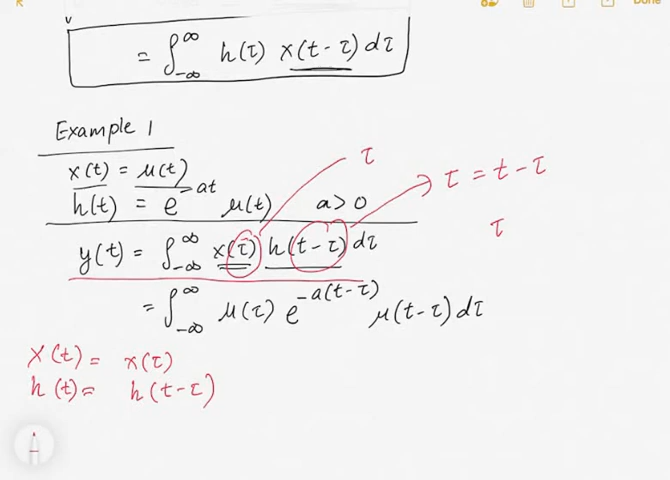 = ∫_{-∞}^{∞} h(τ) x(t-τ) dτ
Example 1
x(t) = u(t)
h(t) = e^{-at} u(t) a > 0
τ
τ = t - τ
τ
y(t) = ∫_{-∞}^{∞} x(τ) h(t-τ) dτ
= ∫_{-∞}^{∞} u(τ) e^{-a(t-τ)} u(t-τ) dτ
x(t) = x(τ)
h(t) = h(t-τ)